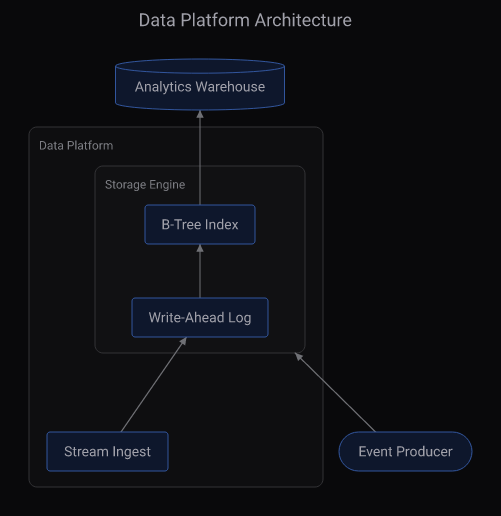 Data Platform Architecture
Analytics Warehouse
Data Platform
Storage Engine
B-Tree Index
Write-Ahead Log
Stream Ingest
Event Producer